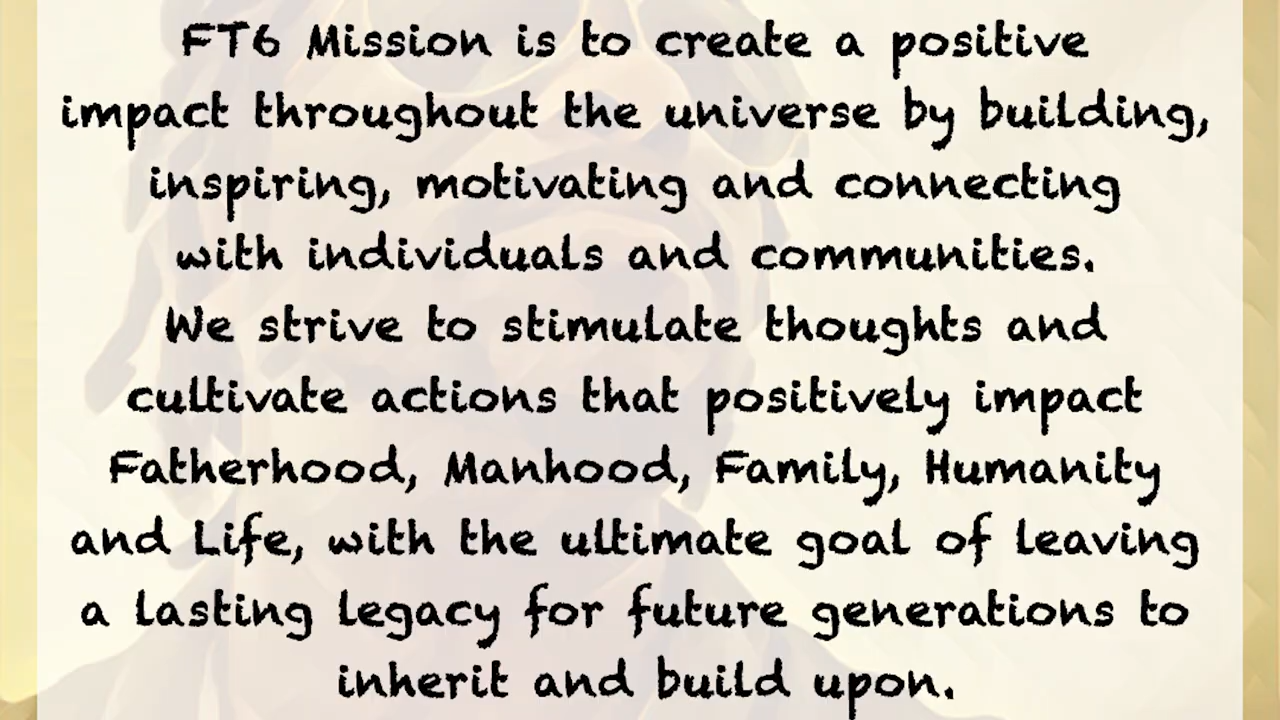 FT6 Mission is to create a positive
impact throughout the universe by building,
inspiring, motivating and connecting
with individuals and communities.
We strive to stimulate thoughts and
cultivate actions that positively impact
Fatherhood, Manhood, Family, Humanity
and Life, with the ultimate goal of leaving
a lasting legacy for future generations to
inherit and build upon.